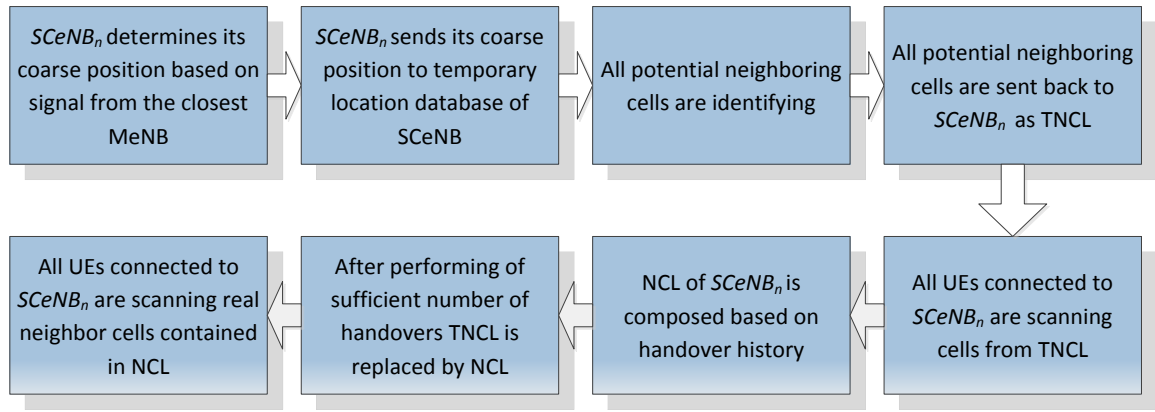 SCeNBn determines its
coarse position based on
signal from the closest
MeNB
SCeNBn sends its coarse
position to temporary
location database of
SCeNB
All potential neighboring
cells are identifying
All potential neighboring
cells are sent back to
SCeNBn as TNCL
All UEs connected to
SCeNBn are scanning
cells from TNCL
NCL of SCeNBn is
composed based on
handover history
After performing of
sufficient number of
handovers TNCL is
replaced by NCL
All UEs connected to
SCeNBn are scanning real
neighbor cells contained
in NCL